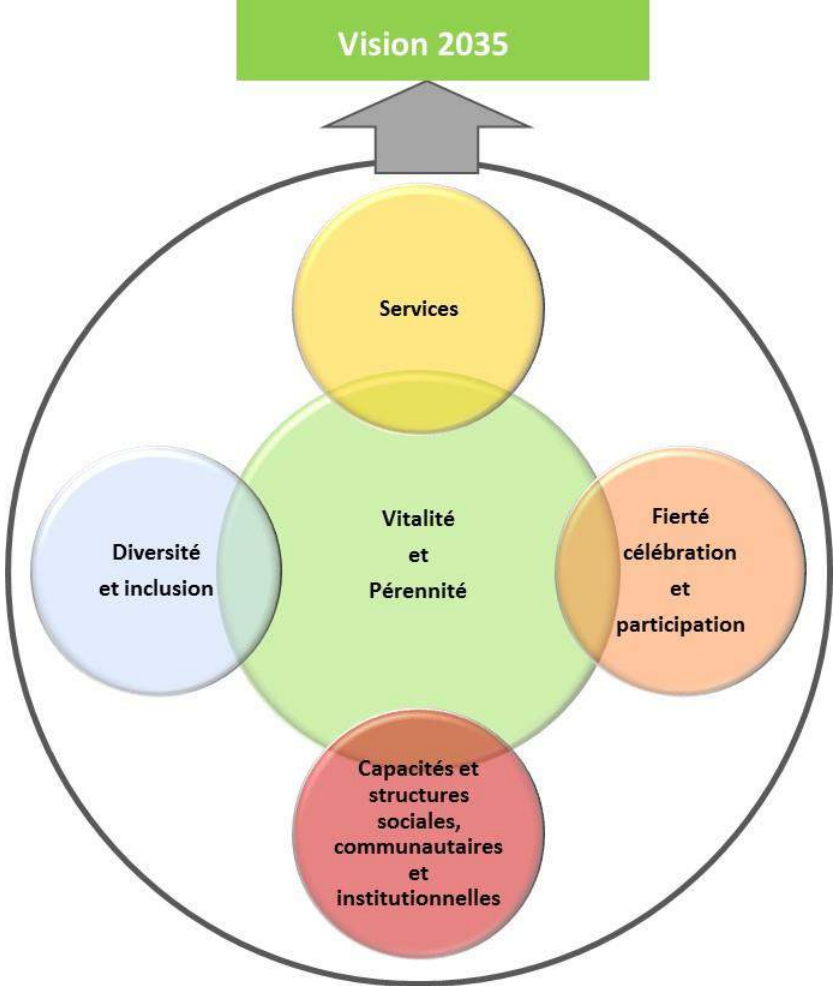 Vision 2035
Services
Diversité
et inclusion
Vitalité
et
Pérennité
Fierté
célébration
et
participation
Capacités et
structures
sociales,
communautaires
et
institutionnelles